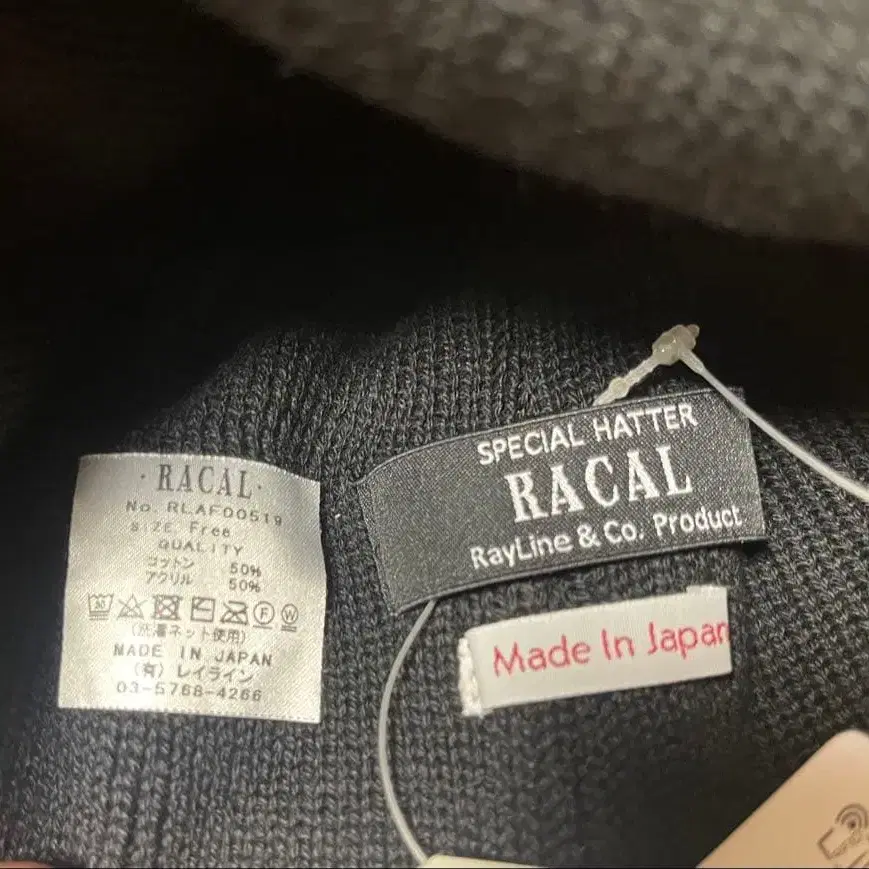 · RACAL ·
No. RLAF00519
SIZE Free
QUALITY
コットン 50%
アクリル 50%
30
F
W
(洗濯ネット使用)
MADE IN JAPAN
(有) レイライン
03-5768-4266
SPECIAL HATTER
RACAL
RayLine & Co. Product
Made In Japan